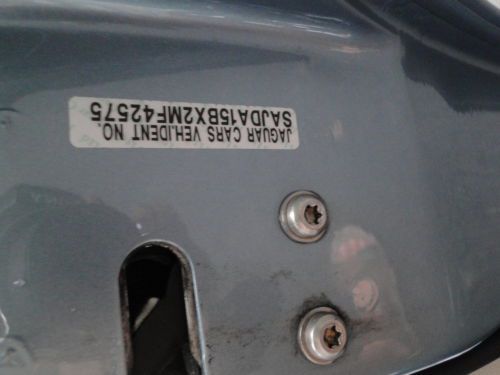 JAGUAR CARS VEH.IDENT NO.
SAJDA15BX2MF42575